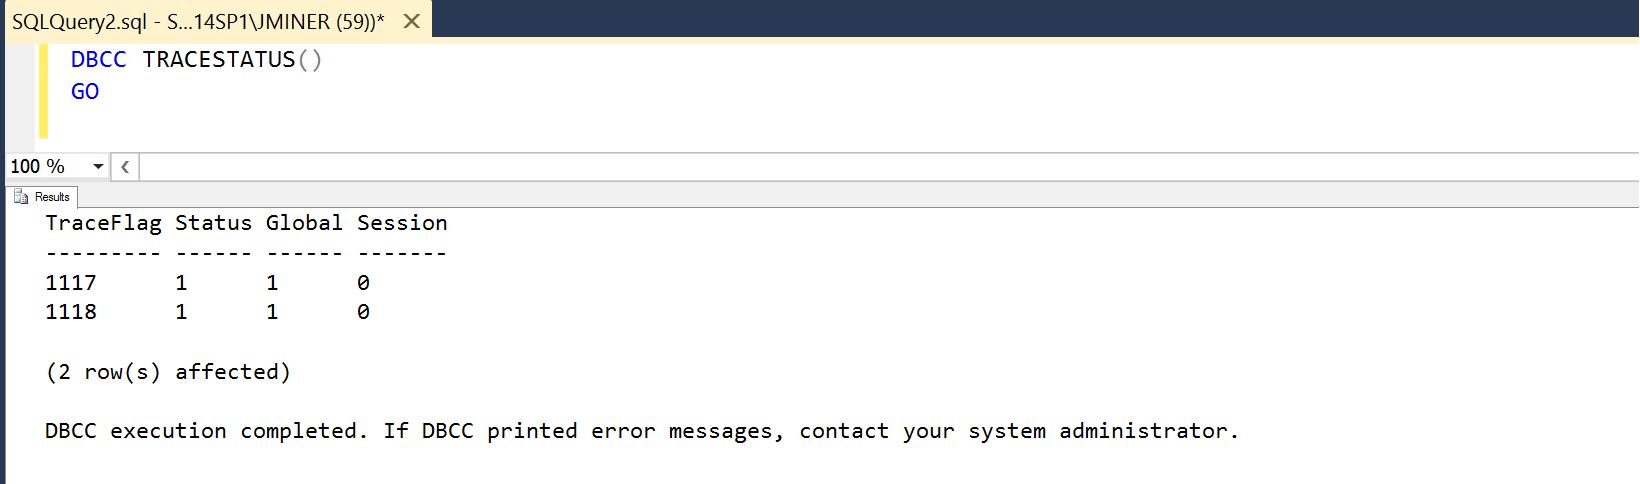 SQLQuery2.sql - S...14SP1\JMINER (59))*
DBCC TRACESTATUS()
GO
100 %
Results
TraceFlag Status Global Session
--------- ------ ------ -------
1117 1 1 0
1118 1 1 0
(2 row(s) affected)
DBCC execution completed. If DBCC printed error messages, contact your system administrator.